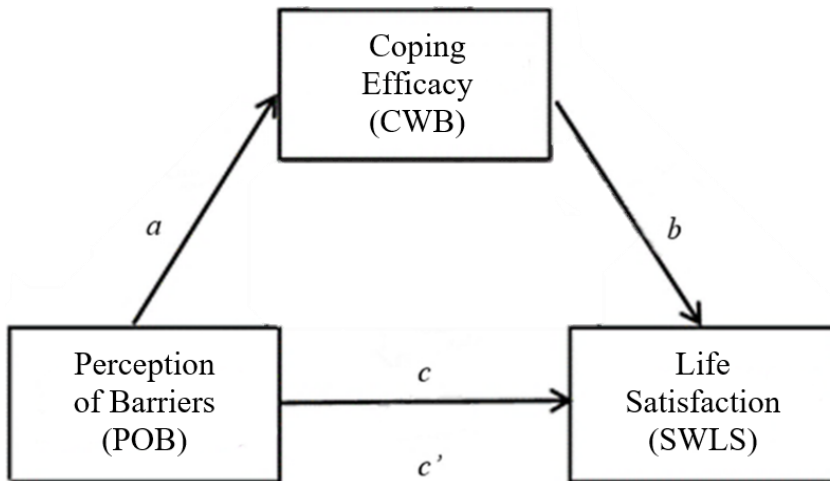 Coping
Efficacy
(CWB)
a
b
Perception
of Barriers
(POB)
c
c’
Life
Satisfaction
(SWLS)